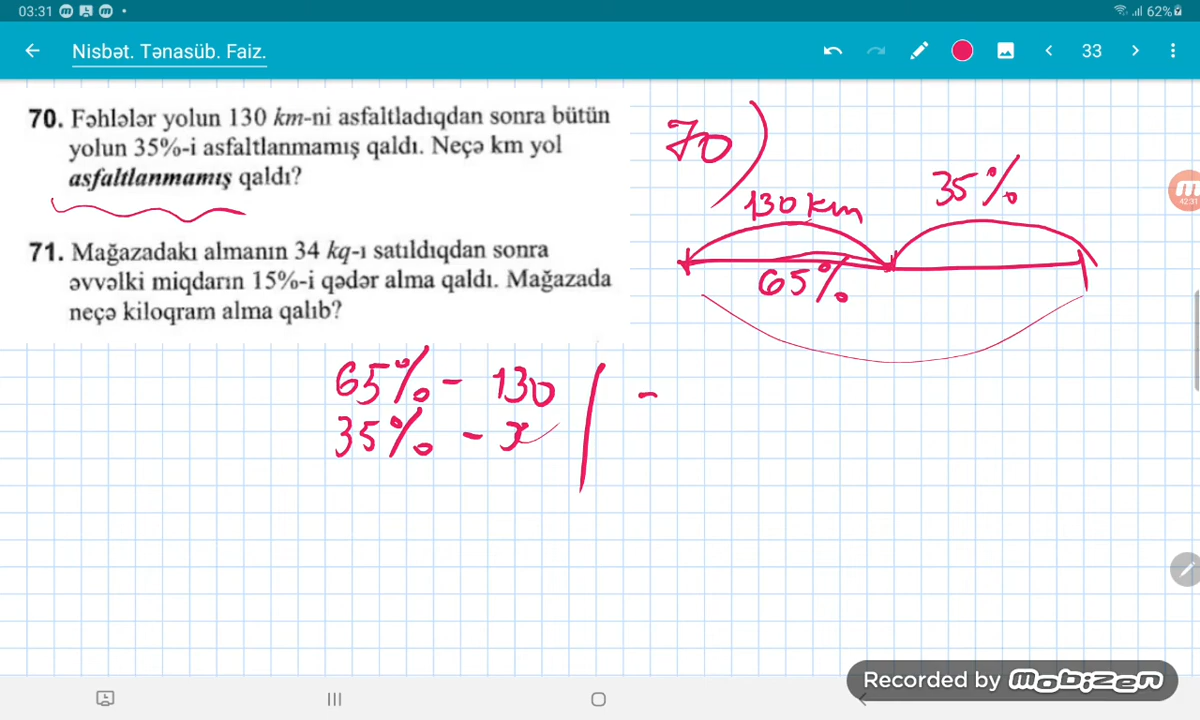 03:31 62%
Nisbət. Tənasüb. Faiz. 33
70. Fəhlələr yolun 130 km-ni asfaltladıqdan sonra bütün
yolun 35%-i asfaltlanmamış qaldı. Neçə km yol
asfaltlanmamış qaldı?
71. Mağazadakı almanın 34 kq-ı satıldıqdan sonra
əvvəlki miqdarın 15%-i qədər alma qaldı. Mağazada
neçə kiloqram alma qalıb?
70)
130 km 35%
65%
65% - 130
35% - x
-
42:31
Recorded by mobizen